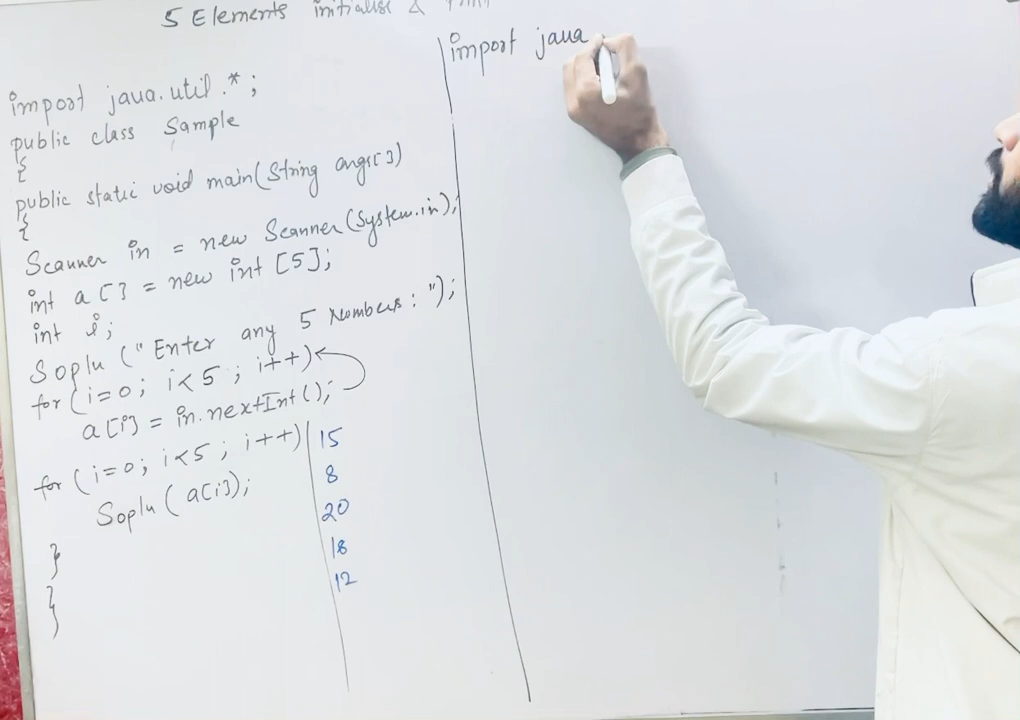 5 Elements initialise & Print
import java.util.*;
public class Sample
{
public static void main(String args[])
{
Scanner in = new Scanner(System.in);
int a[] = new int [5];
int i;
Sopln ("Enter any 5 Numbers : ");
for (i=0; i<5 ; i++)
a[i] = in.nextInt();
for (i=0; i<5 ; i++)
Sopln (a[i]);
}
}
15
8
20
18
12
import java